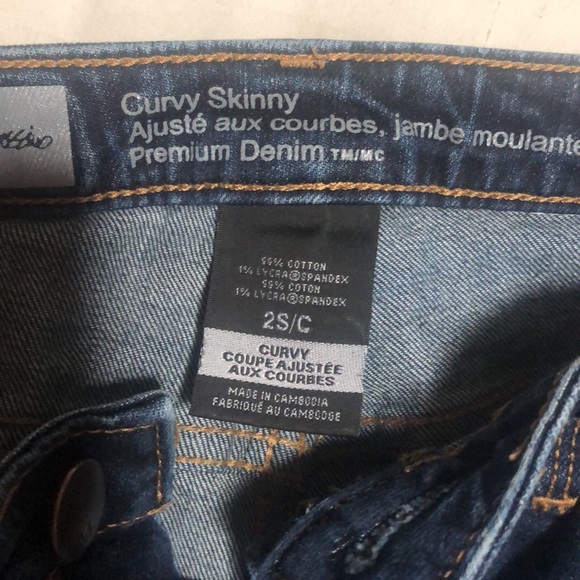 ossimo
Curvy Skinny
Ajusté aux courbes, jambe moulante
Premium Denim TM/MC
99% COTTON
1% LYCRA®SPANDEX
99% COTON
1% LYCRA®SPANDEX
2S/C
CURVY
COUPE AJUSTÉE
AUX COURBES
MADE IN CAMBODIA
FABRIQUÉ AU CAMBODGE